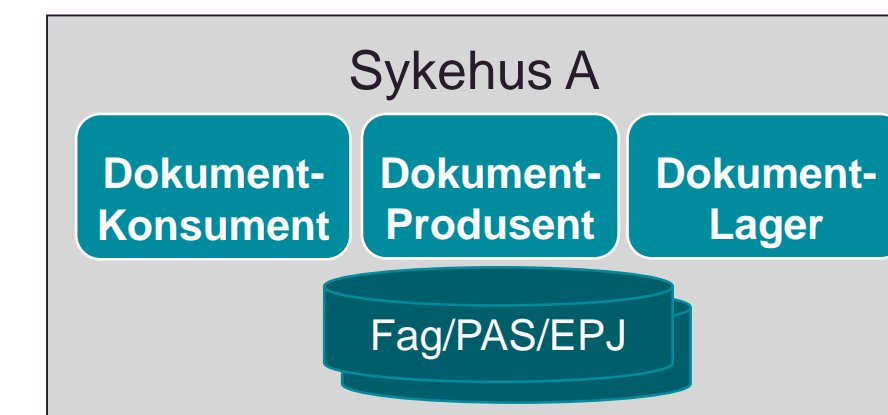 Sykehus A
Dokument-
Konsument
Dokument-
Produsent
Dokument-
Lager
Fag/PAS/EPJ